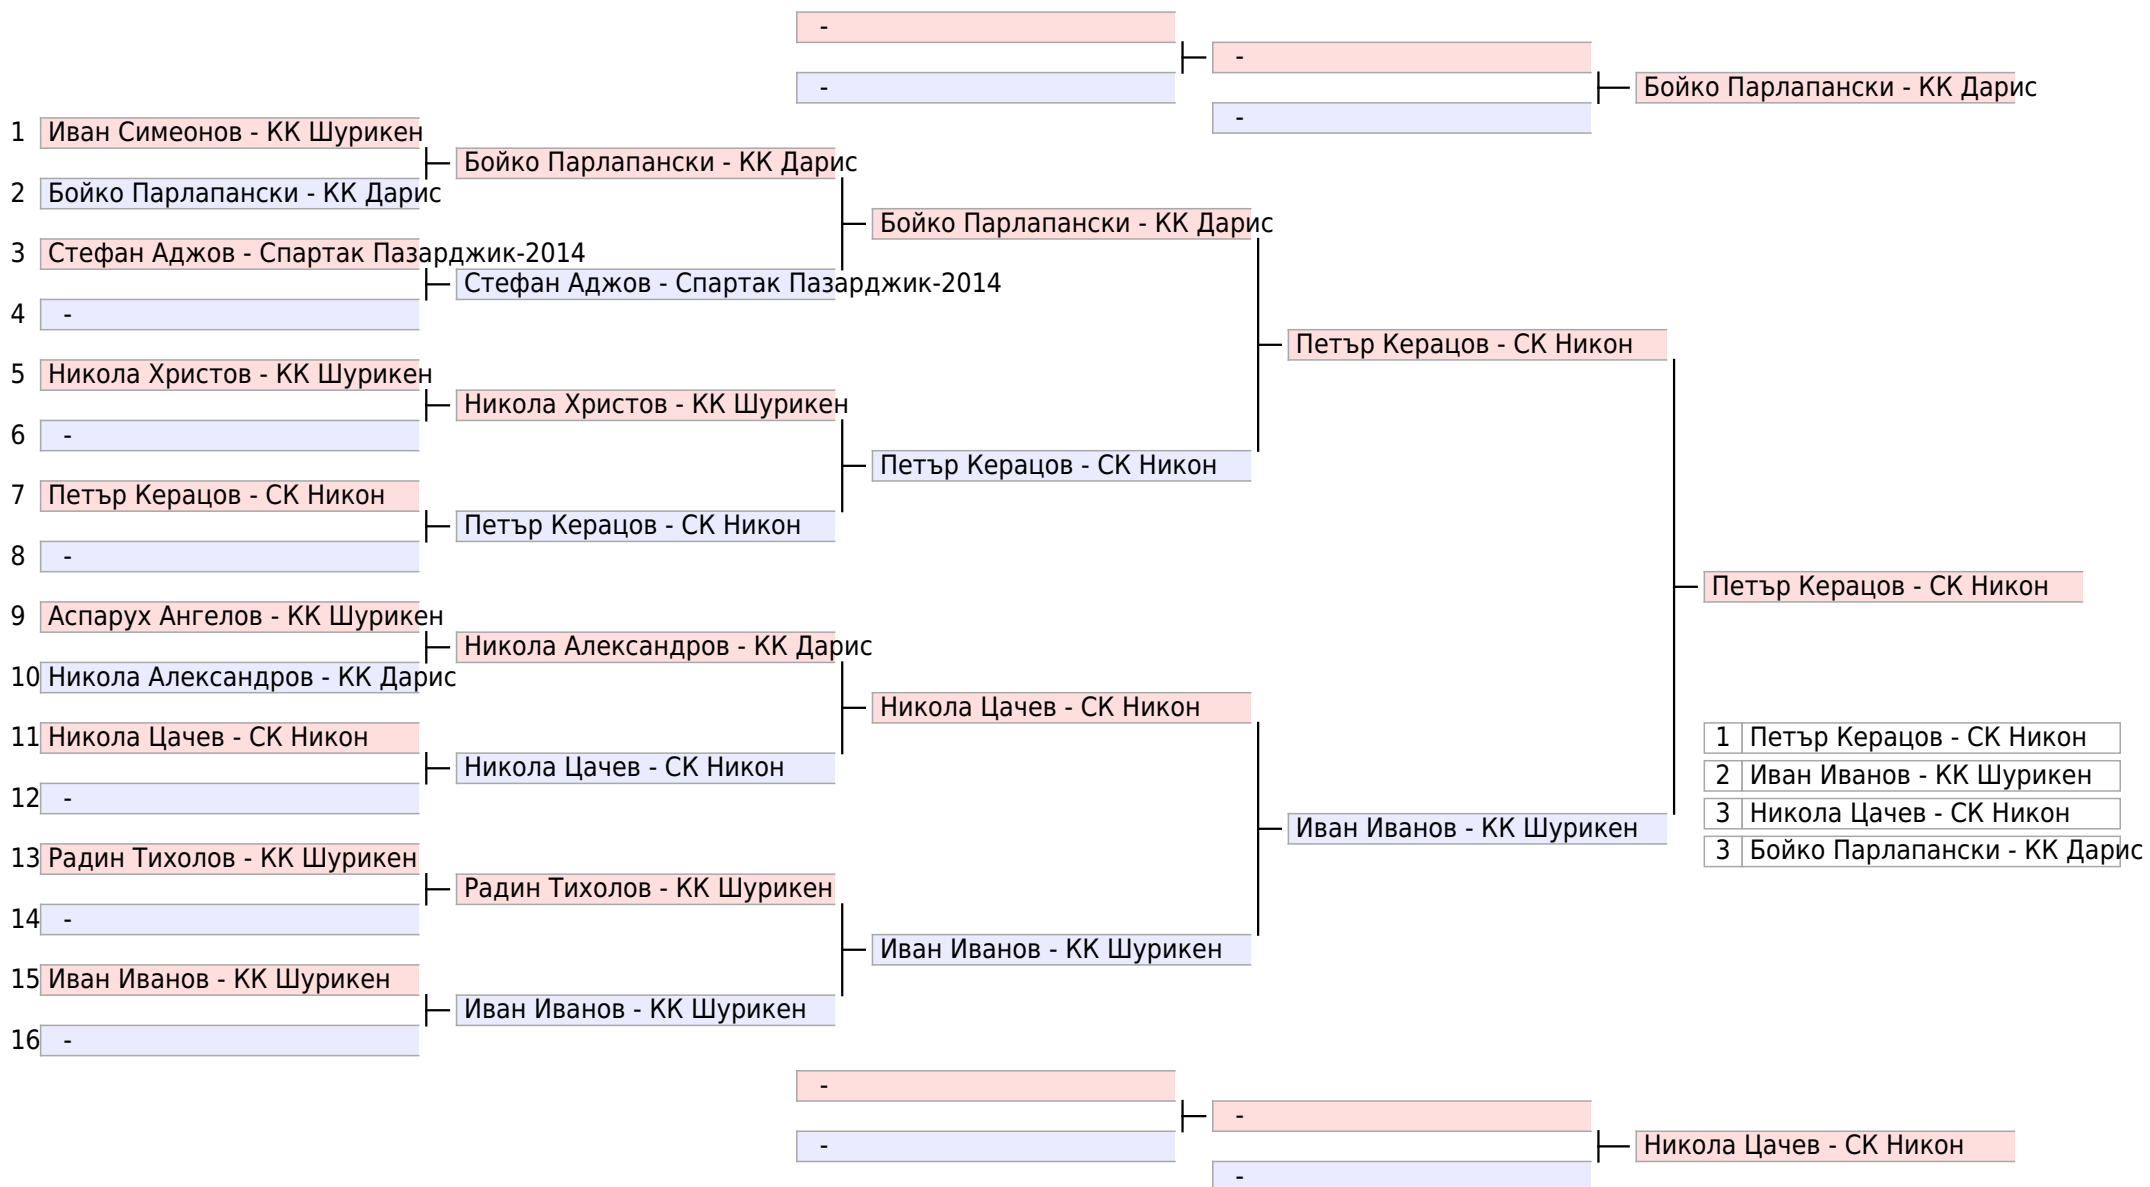 -
-
-
-
-
Бойко Парлапански - КК Дарис
1 Иван Симеонов - КК Шурикен
2 Бойко Парлапански - КК Дарис
3 Стефан Аджов - Спартак Пазарджик-2014
4 -
5 Никола Христов - КК Шурикен
6 -
7 Петър Керацов - СК Никон
8 -
9 Аспарух Ангелов - КК Шурикен
10 Никола Александров - КК Дарис
11 Никола Цачев - СК Никон
12 -
13 Радин Тихолов - КК Шурикен
14 -
15 Иван Иванов - КК Шурикен
16 -
Бойко Парлапански - КК Дарис
Стефан Аджов - Спартак Пазарджик-2014
Никола Христов - КК Шурикен
Петър Керацов - СК Никон
Никола Александров - КК Дарис
Никола Цачев - СК Никон
Радин Тихолов - КК Шурикен
Иван Иванов - КК Шурикен
Бойко Парлапански - КК Дарис
Петър Керацов - СК Никон
Никола Цачев - СК Никон
Иван Иванов - КК Шурикен
Петър Керацов - СК Никон
Иван Иванов - КК Шурикен
Петър Керацов - СК Никон
1 Петър Керацов - СК Никон
2 Иван Иванов - КК Шурикен
3 Никола Цачев - СК Никон
3 Бойко Парлапански - КК Дарис
-
-
-
-
Никола Цачев - СК Никон